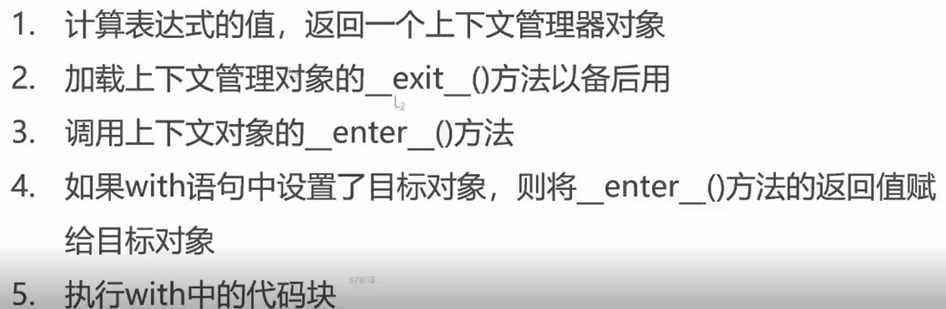 1. 计算表达式的值，返回一个上下文管理器对象
2. 加载上下文管理对象的__exit__()方法以备后用
3. 调用上下文对象的__enter__()方法
4. 如果with语句中设置了目标对象，则将__enter__()方法的返回值赋
给目标对象
5. 执行with中的代码块